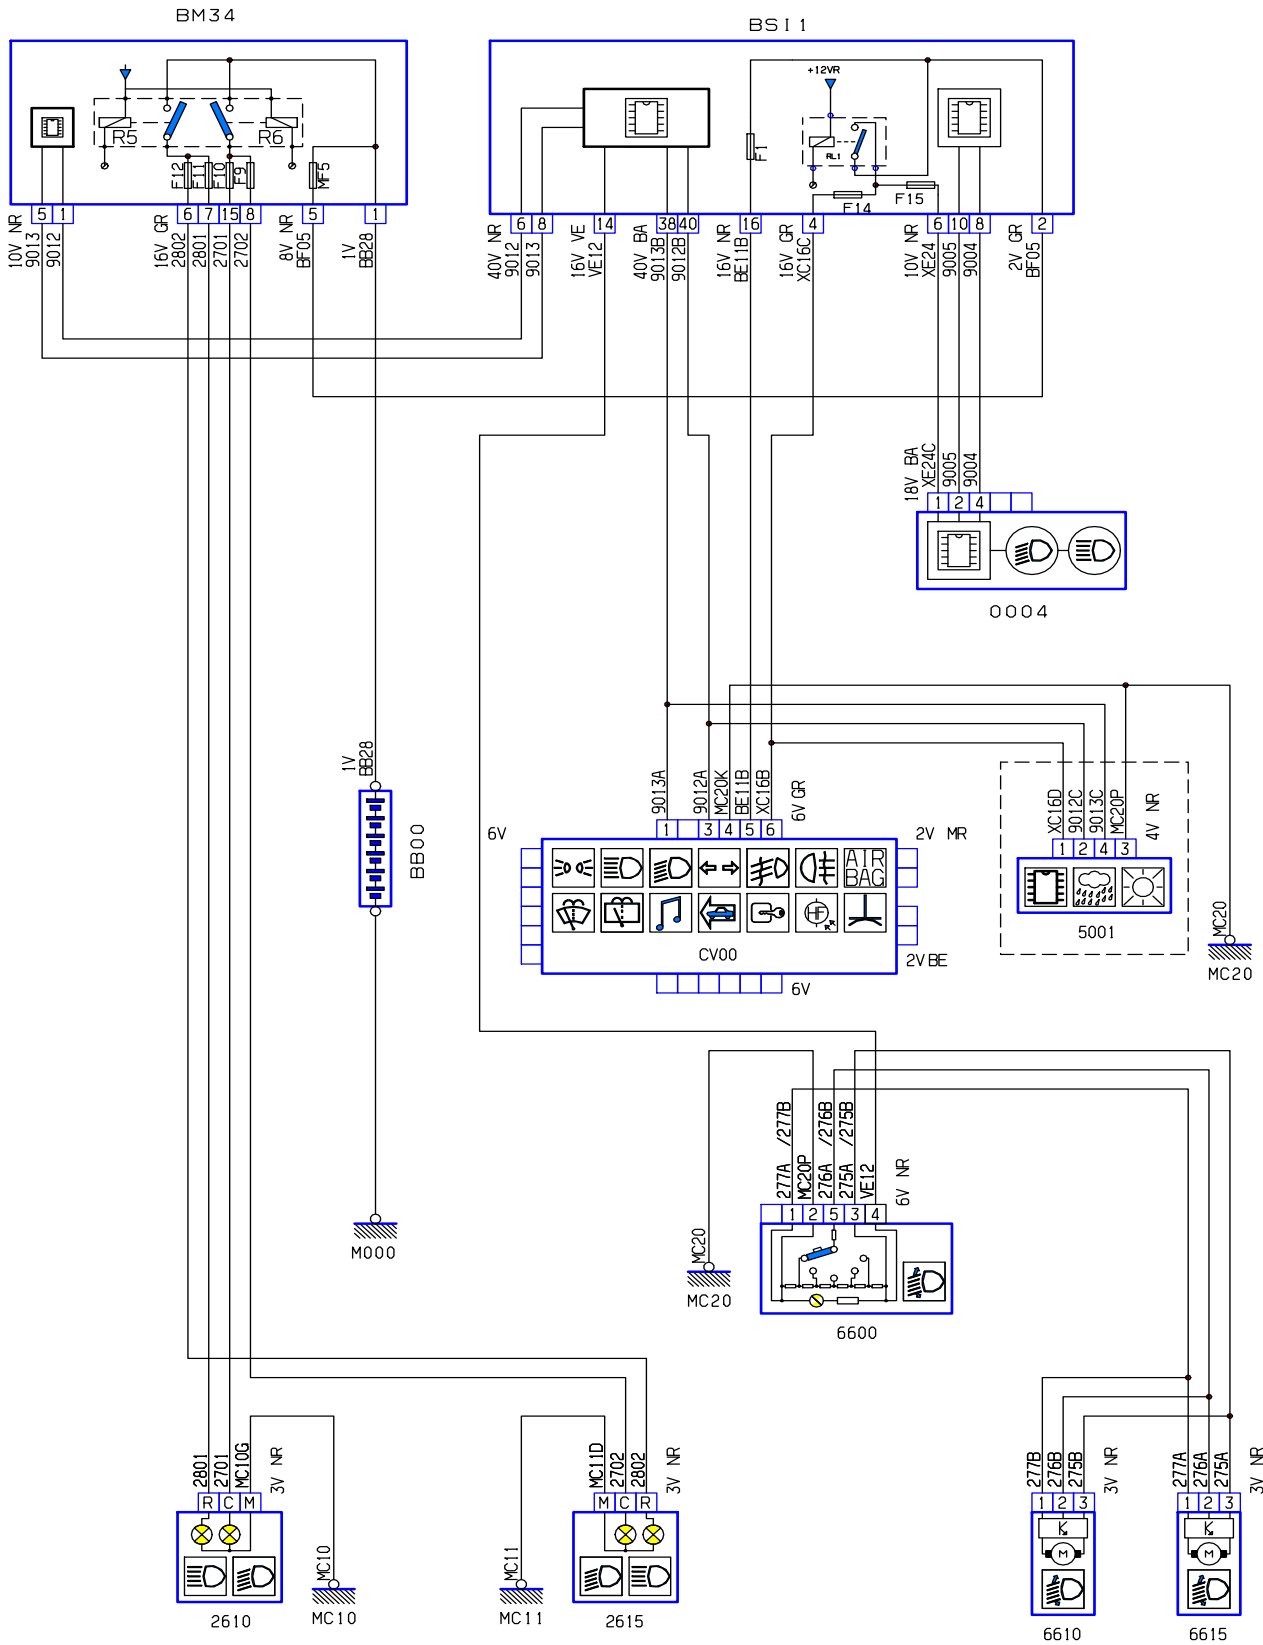 BM34
BSI1
R5
R6
F12
F11
F10
F9
MF5
+12VR
F1
RL1
F14
F15
5
1
6
7
15
8
5
1
6
8
14
38
40
16
4
6
10
8
2
10V NR
9013
9012
16V GR
2802
2801
2701
2702
8V NR
BF05
1V
BB28
40V NR
9012
9013
16V VE
VE12
40V BA
9013B
9012B
16V NR
BE11B
16V GR
XC16C
10V NR
XE24
9005
9004
2V GR
BF05
18V BA
XE24C
9005
9004
1
2
4
0004
1V
BB28
BB00
M000
9013A
9012A
MC20K
BE11B
XC16B
6V GR
6V
1
3
4
5
6
2V MR
AIR
BAG
HF
CV00
2V BE
6V
XC16D
9012C
9013C
MC20P
4V NR
1
2
4
3
5001
MC20
MC20
277A /277B
MC20P
276A /276B
275A /275B
VE12
6V NR
1
2
5
3
4
MC20
MC20
6600
2801
2701
MC10G
3V NR
R
C
M
2610
MC10
MC10
MC11
MC11
MC11D
2702
2802
3V NR
M
C
R
2615
277B
276B
275B
3V NR
1
2
3
K
M
6610
277A
276A
275A
3V NR
1
2
3
K
M
6615